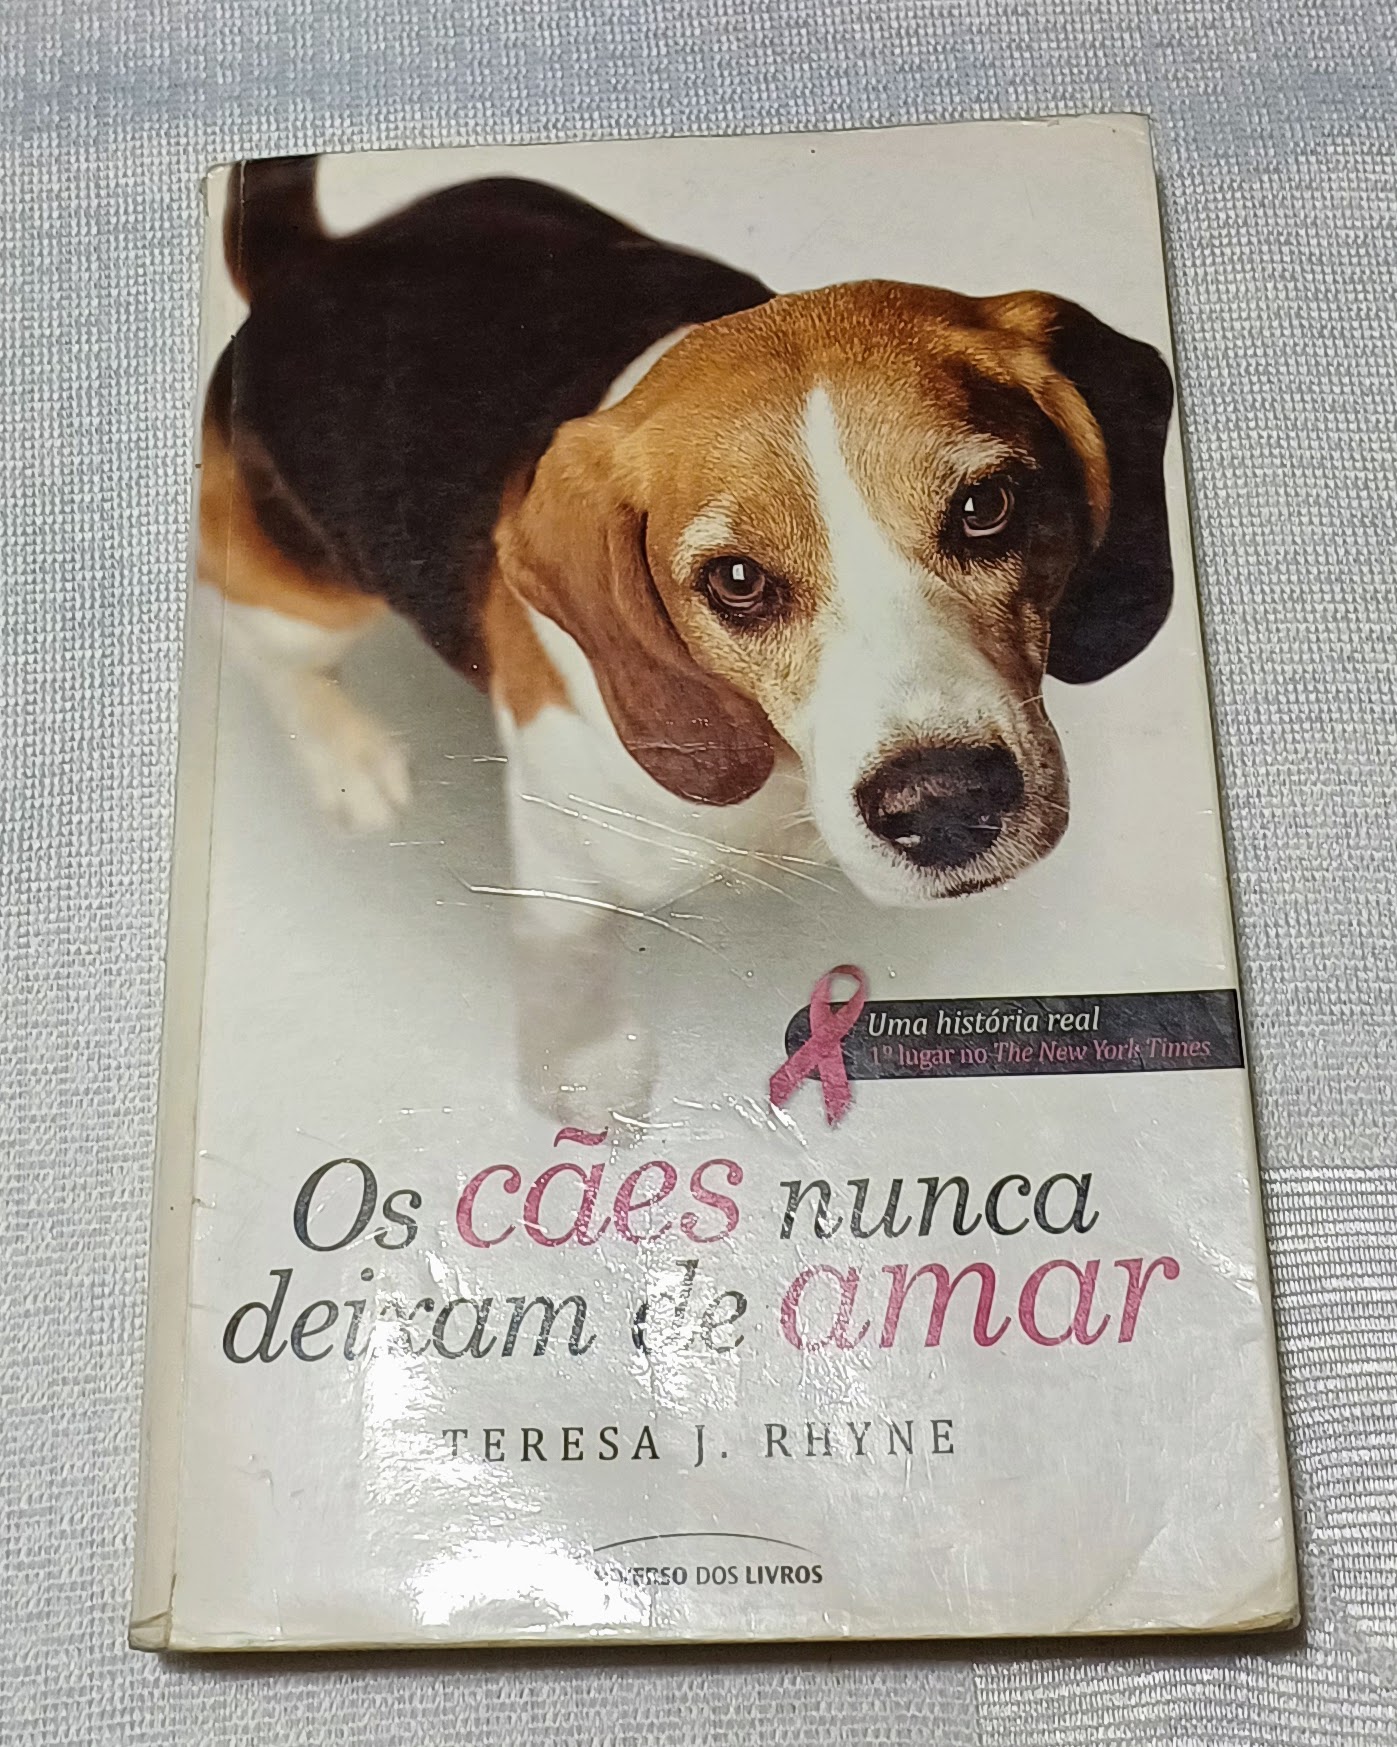 Uma história real
1º lugar no The New York Times
Os cães nunca
deixam de amar
TERESA J. RHYNE
DOS LIVROS